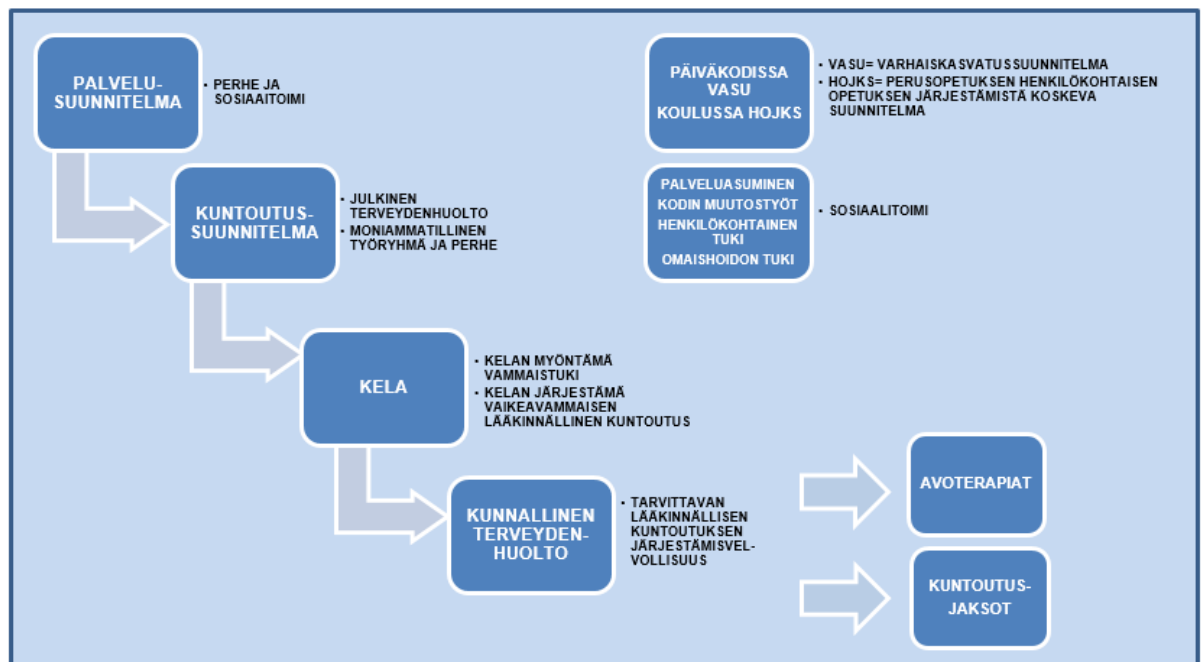 PALVELU-
SUUNNITELMA
• PERHE JA
SOSIAAITOIMI
PÄIVÄKODISSA
VASU
KOULUSSA HOJKS
• VASU= VARHAISKASVATUSSUUNNITELMA
• HOJKS= PERUSOPETUKSEN HENKILÖKOHTAISEN
OPETUKSEN JÄRJESTÄMISTÄ KOSKEVA
SUUNNITELMA
KUNTOUTUS-
SUUNNITELMA
• JULKINEN
TERVEYDENHUOLTO
• MONIAMMATILLINEN
TYÖRYHMÄ JA PERHE
PALVELUASUMINEN
KODIN MUUTOSTYÖT
HENKILÖKOHTAINEN
TUKI
OMAISHOIDON TUKI
• SOSIAALITOIMI
KELA
• KELAN MYÖNTÄMÄ
VAMMAISTUKI
• KELAN JÄRJESTÄMÄ
VAIKEAVAMMAISEN
LÄÄKINNÄLLINEN KUNTOUTUS
KUNNALLINEN
TERVEYDEN-
HUOLTO
• TARVITTAVAN
LÄÄKINNÄLLISEN
KUNTOUTUKSEN
JÄRJESTÄMISVEL-
VOLLISUUS
AVOTERAPIAT
KUNTOUTUS-
JAKSOT